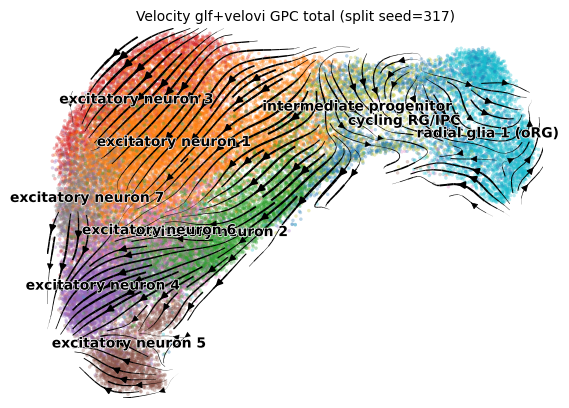 Velocity glf+velovi GPC total (split seed=317)
excitatory neuron 3
intermediate progenitor
cycling RG/IPC
radial glia 1 (oRG)
excitatory neuron 1
excitatory neuron 7
excitatory neuron 6
neuron 2
excitatory neuron 4
excitatory neuron 5